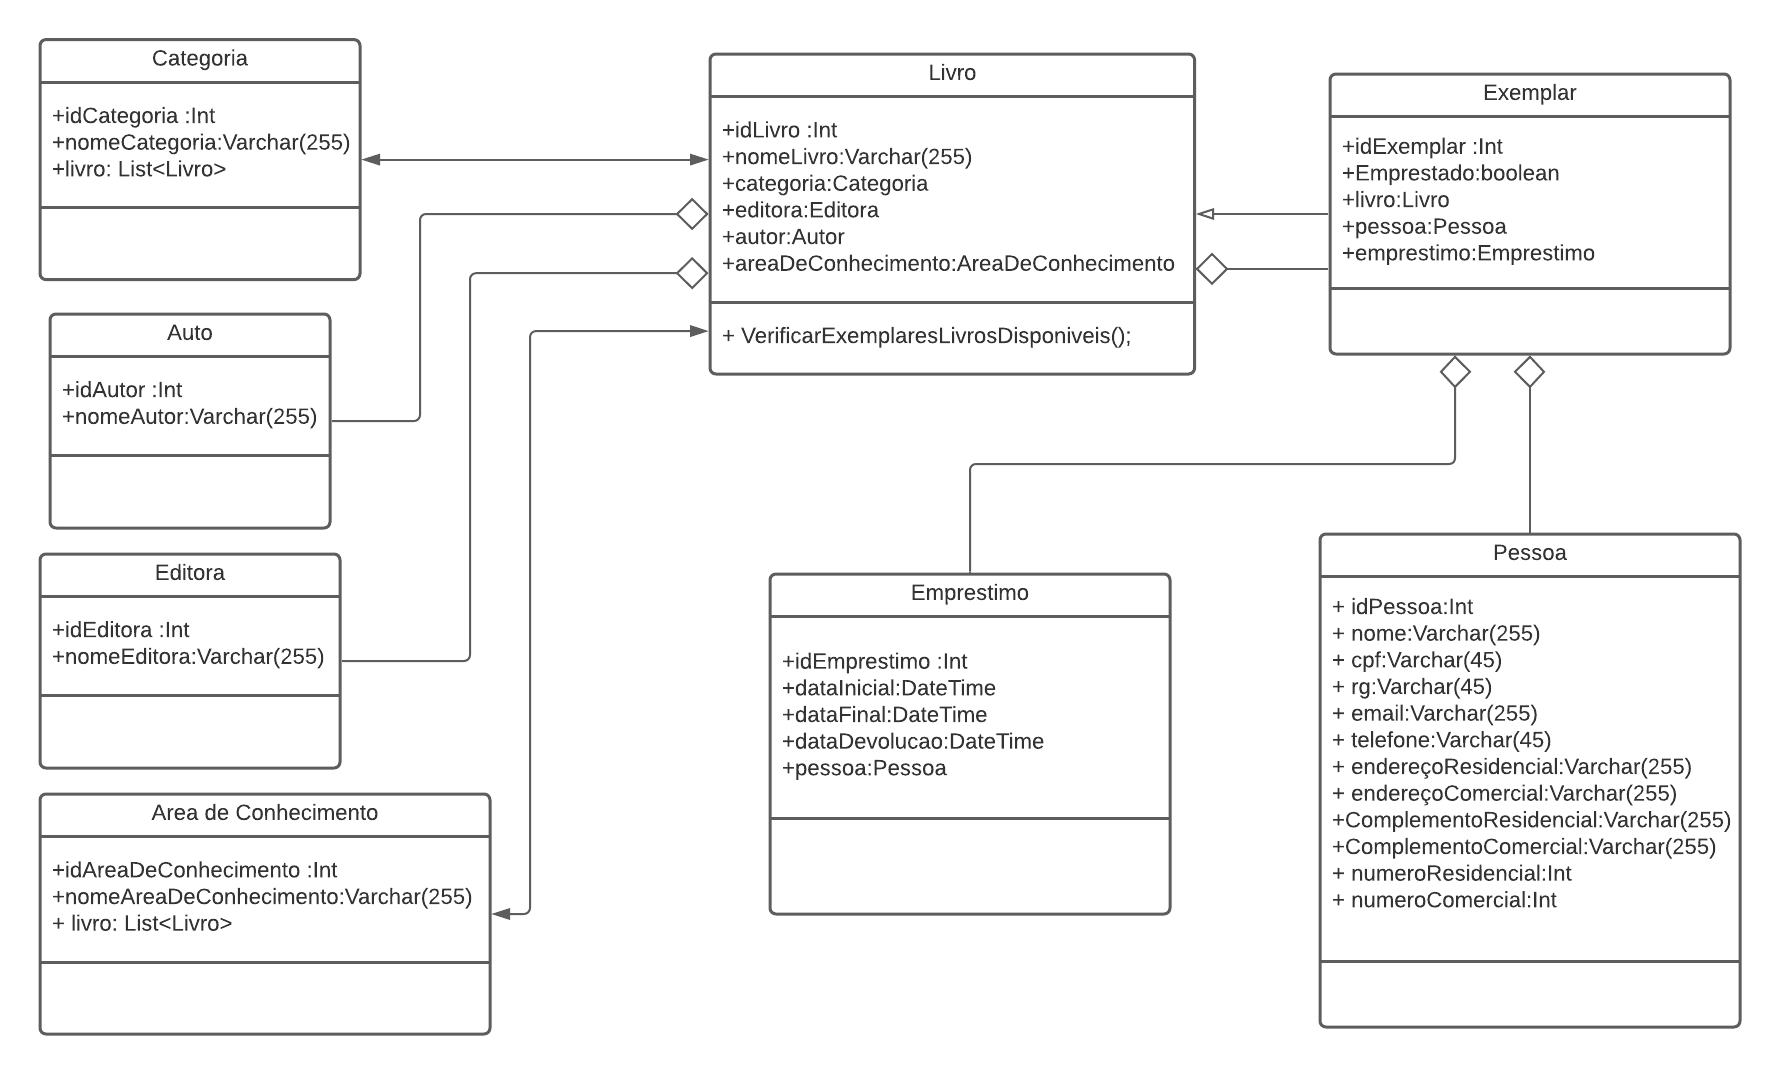 Categoria
+idCategoria :Int
+nomeCategoria:Varchar(255)
+livro: List<Livro>
Auto
+idAutor :Int
+nomeAutor:Varchar(255)
Editora
+idEditora :Int
+nomeEditora:Varchar(255)
Area de Conhecimento
+idAreaDeConhecimento :Int
+nomeAreaDeConhecimento:Varchar(255)
+ livro: List<Livro>
Livro
+idLivro :Int
+nomeLivro:Varchar(255)
+categoria:Categoria
+editora:Editora
+autor:Autor
+areaDeConhecimento:AreaDeConhecimento
+ VerificarExemplaresLivrosDisponiveis();
Exemplar
+idExemplar :Int
+Emprestado:boolean
+livro:Livro
+pessoa:Pessoa
+emprestimo:Emprestimo
Emprestimo
+idEmprestimo :Int
+dataInicial:DateTime
+dataFinal:DateTime
+dataDevolucao:DateTime
+pessoa:Pessoa
Pessoa
+ idPessoa:Int
+ nome:Varchar(255)
+ cpf:Varchar(45)
+ rg:Varchar(45)
+ email:Varchar(255)
+ telefone:Varchar(45)
+ endereçoResidencial:Varchar(255)
+ endereçoComercial:Varchar(255)
+ComplementoResidencial:Varchar(255)
+ComplementoComercial:Varchar(255)
+ numeroResidencial:Int
+ numeroComercial:Int